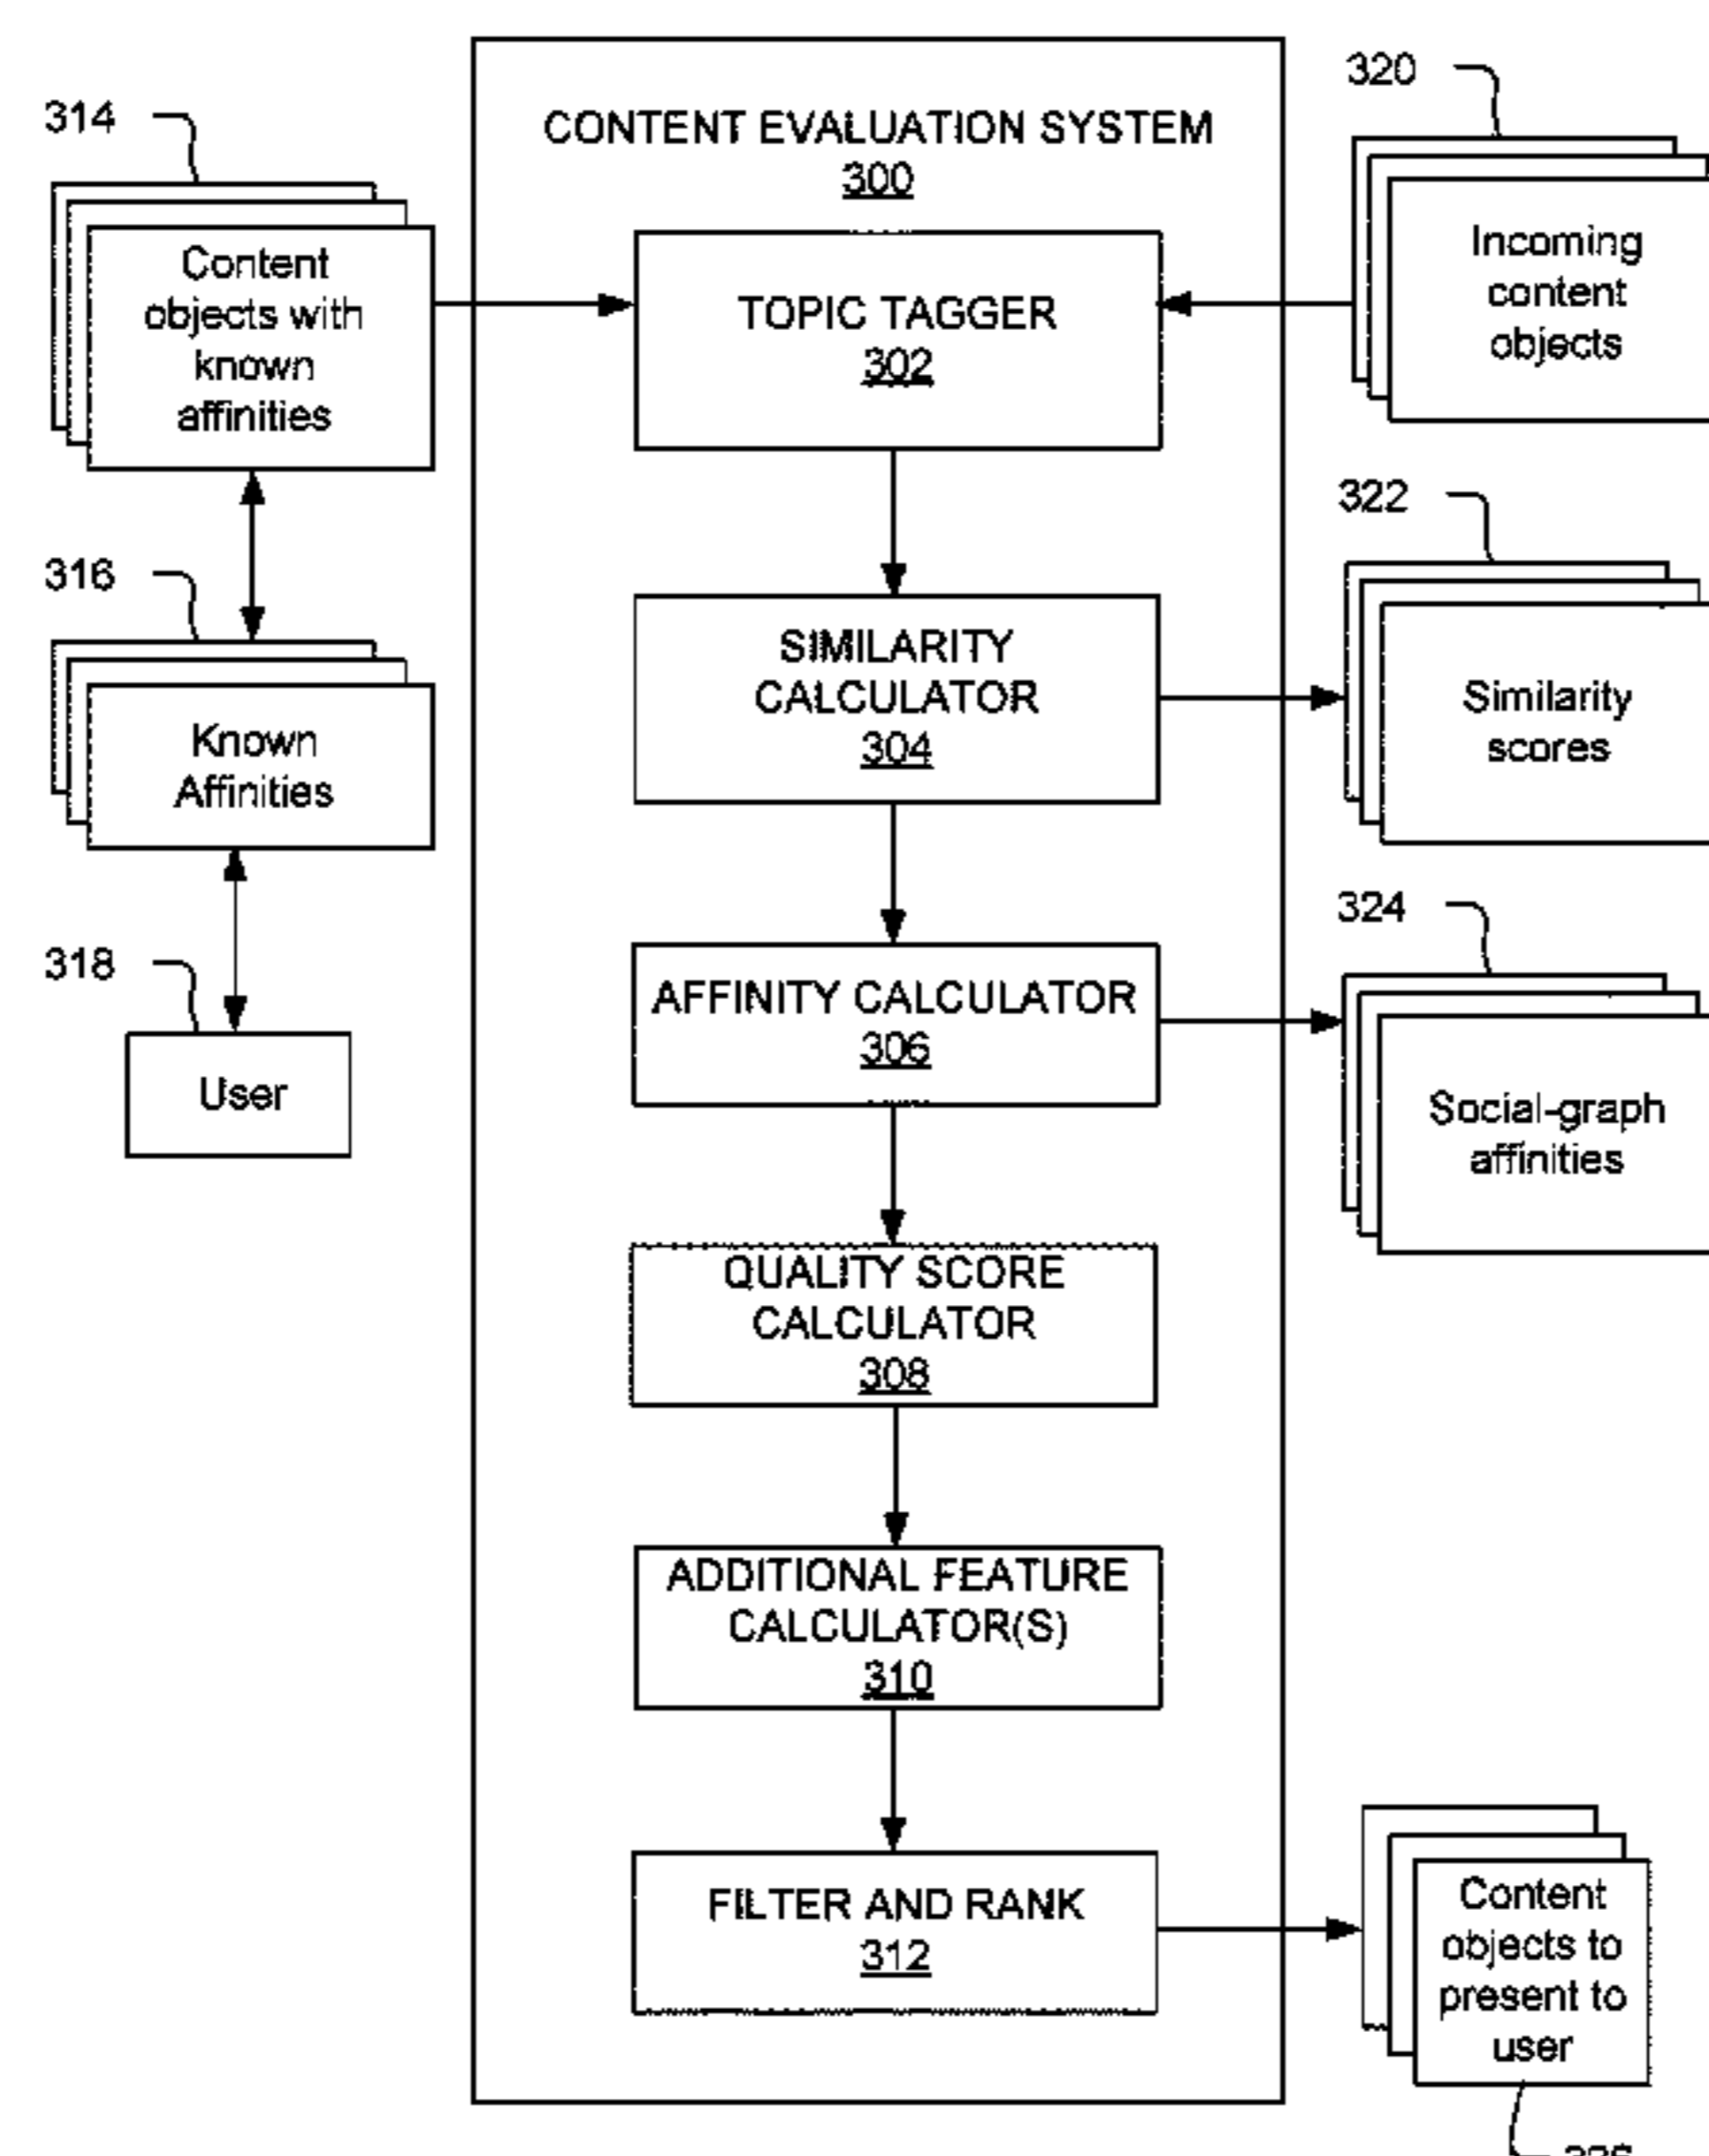 CONTENT EVALUATION SYSTEM
300
314
Content
objects with
known
affinities
320
Incoming
content
objects
TOPIC TAGGER
302
316
Known
Affinities
322
Similarity
scores
SIMILARITY
CALCULATOR
304
318
User
324
Social-graph
affinities
AFFINITY CALCULATOR
306
QUALITY SCORE
CALCULATOR
308
ADDITIONAL FEATURE
CALCULATOR(S)
310
FILTER AND RANK
312
Content
objects to
present to
user